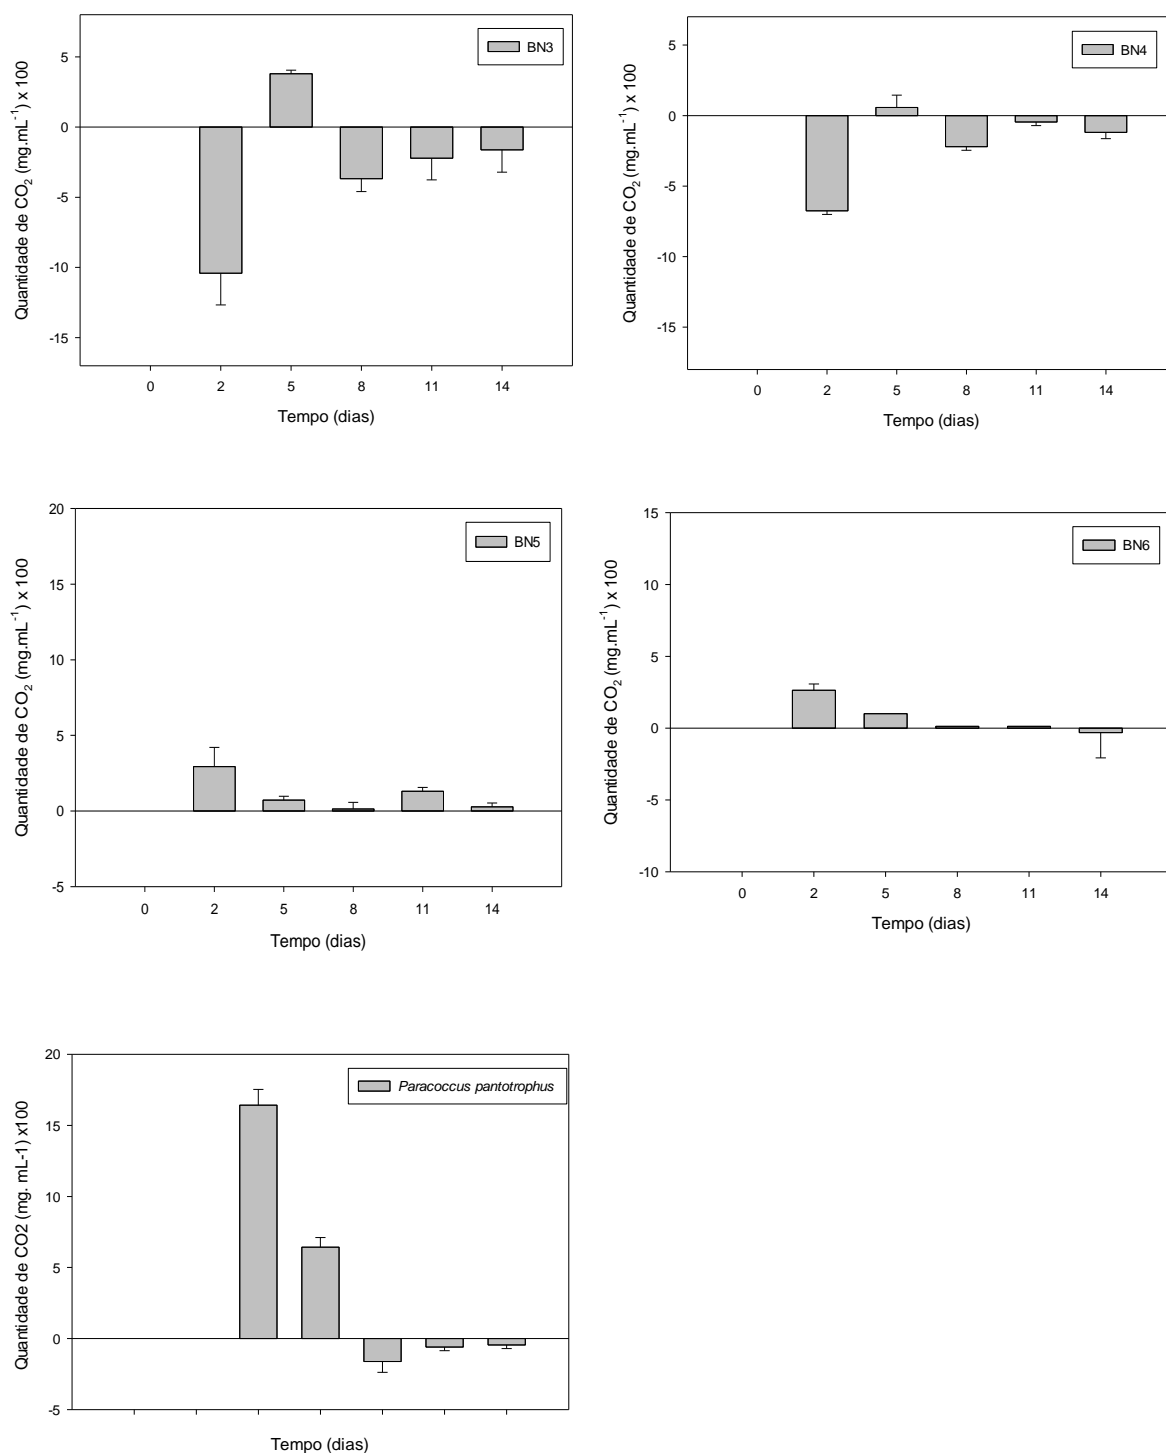 BN3
Quantidade de CO₂ (mg.mL⁻¹) x 100
5
0
-5
-10
-15
0 2 5 8 11 14
Tempo (dias)
BN4
Quantidade de CO₂ (mg.mL⁻¹) x 100
5
0
-5
-10
-15
0 2 5 8 11 14
Tempo (dias)
BN5
Quantidade de CO₂ (mg.mL⁻¹) x 100
20
15
10
5
0
-5
0 2 5 8 11 14
Tempo (dias)
BN6
Quantidade de CO₂ (mg.mL⁻¹) x 100
15
10
5
0
-5
-10
0 2 5 8 11 14
Tempo (dias)
Paracoccus pantotrophus
Quantidade de CO2 (mg. mL-1) x100
20
15
10
5
0
-5
Tempo (dias)